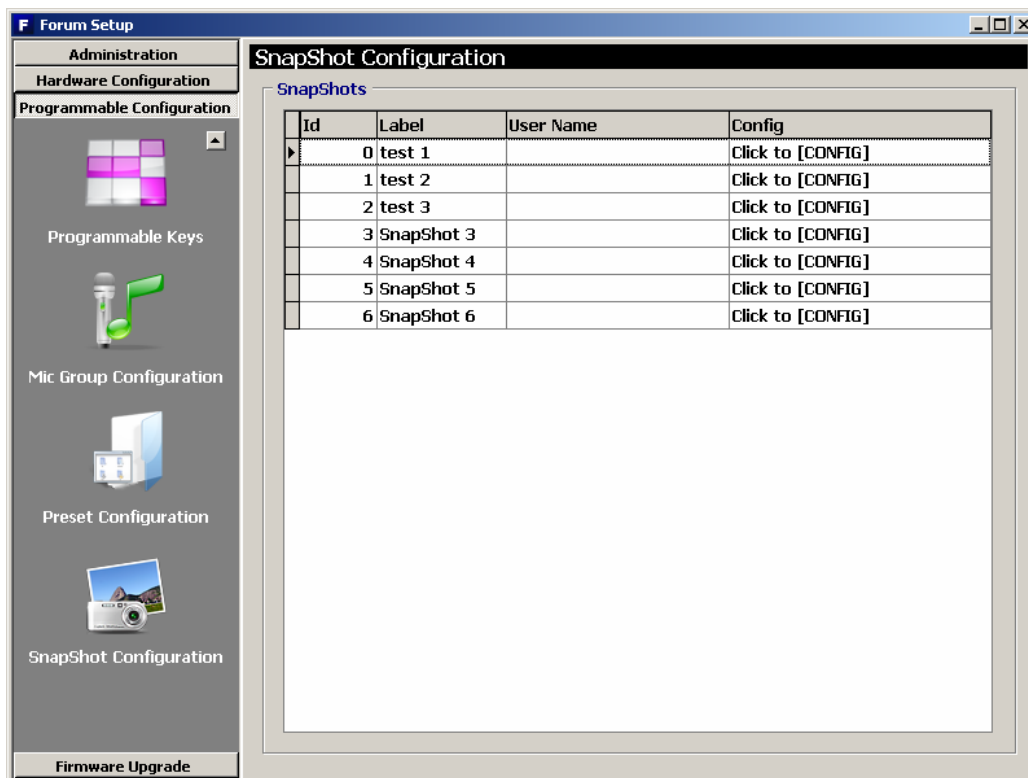 F Forum Setup
Administration
Hardware Configuration
Programmable Configuration
Programmable Keys
Mic Group Configuration
Preset Configuration
SnapShot Configuration
Firmware Upgrade
SnapShot Configuration
SnapShots
Id Label User Name Config
0 test 1 Click to [CONFIG]
1 test 2 Click to [CONFIG]
2 test 3 Click to [CONFIG]
3 SnapShot 3 Click to [CONFIG]
4 SnapShot 4 Click to [CONFIG]
5 SnapShot 5 Click to [CONFIG]
6 SnapShot 6 Click to [CONFIG]